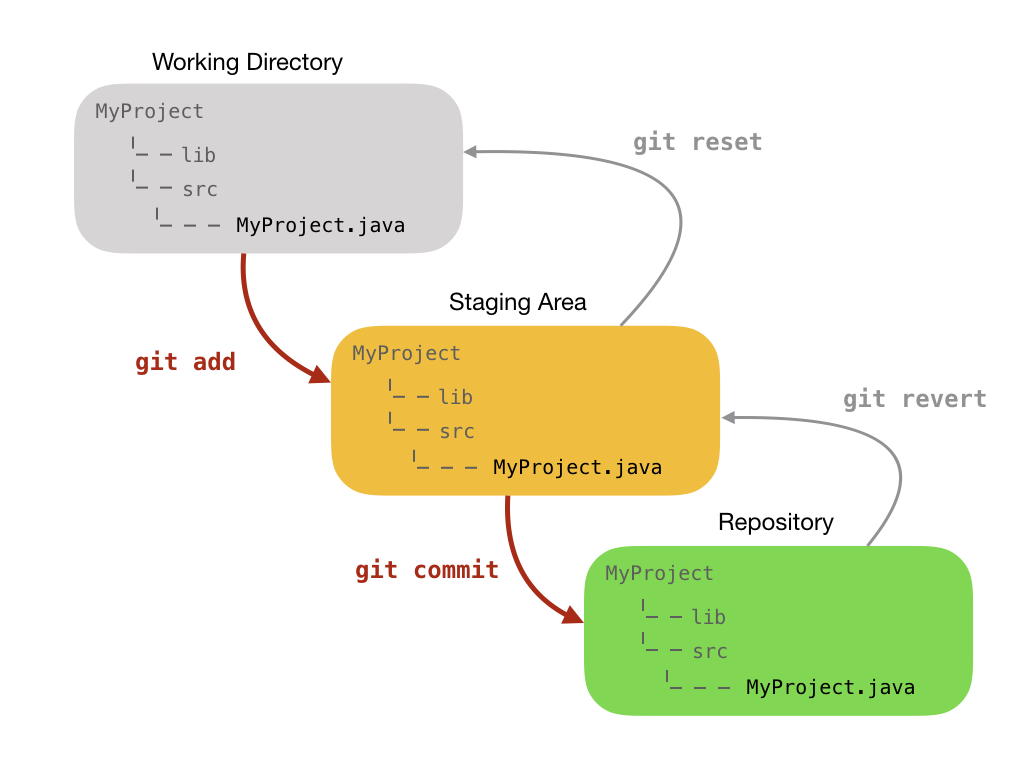 Working Directory
MyProject
lib
src
MyProject.java
git reset
git add
Staging Area
MyProject
lib
src
MyProject.java
git revert
git commit
Repository
MyProject
lib
src
MyProject.java